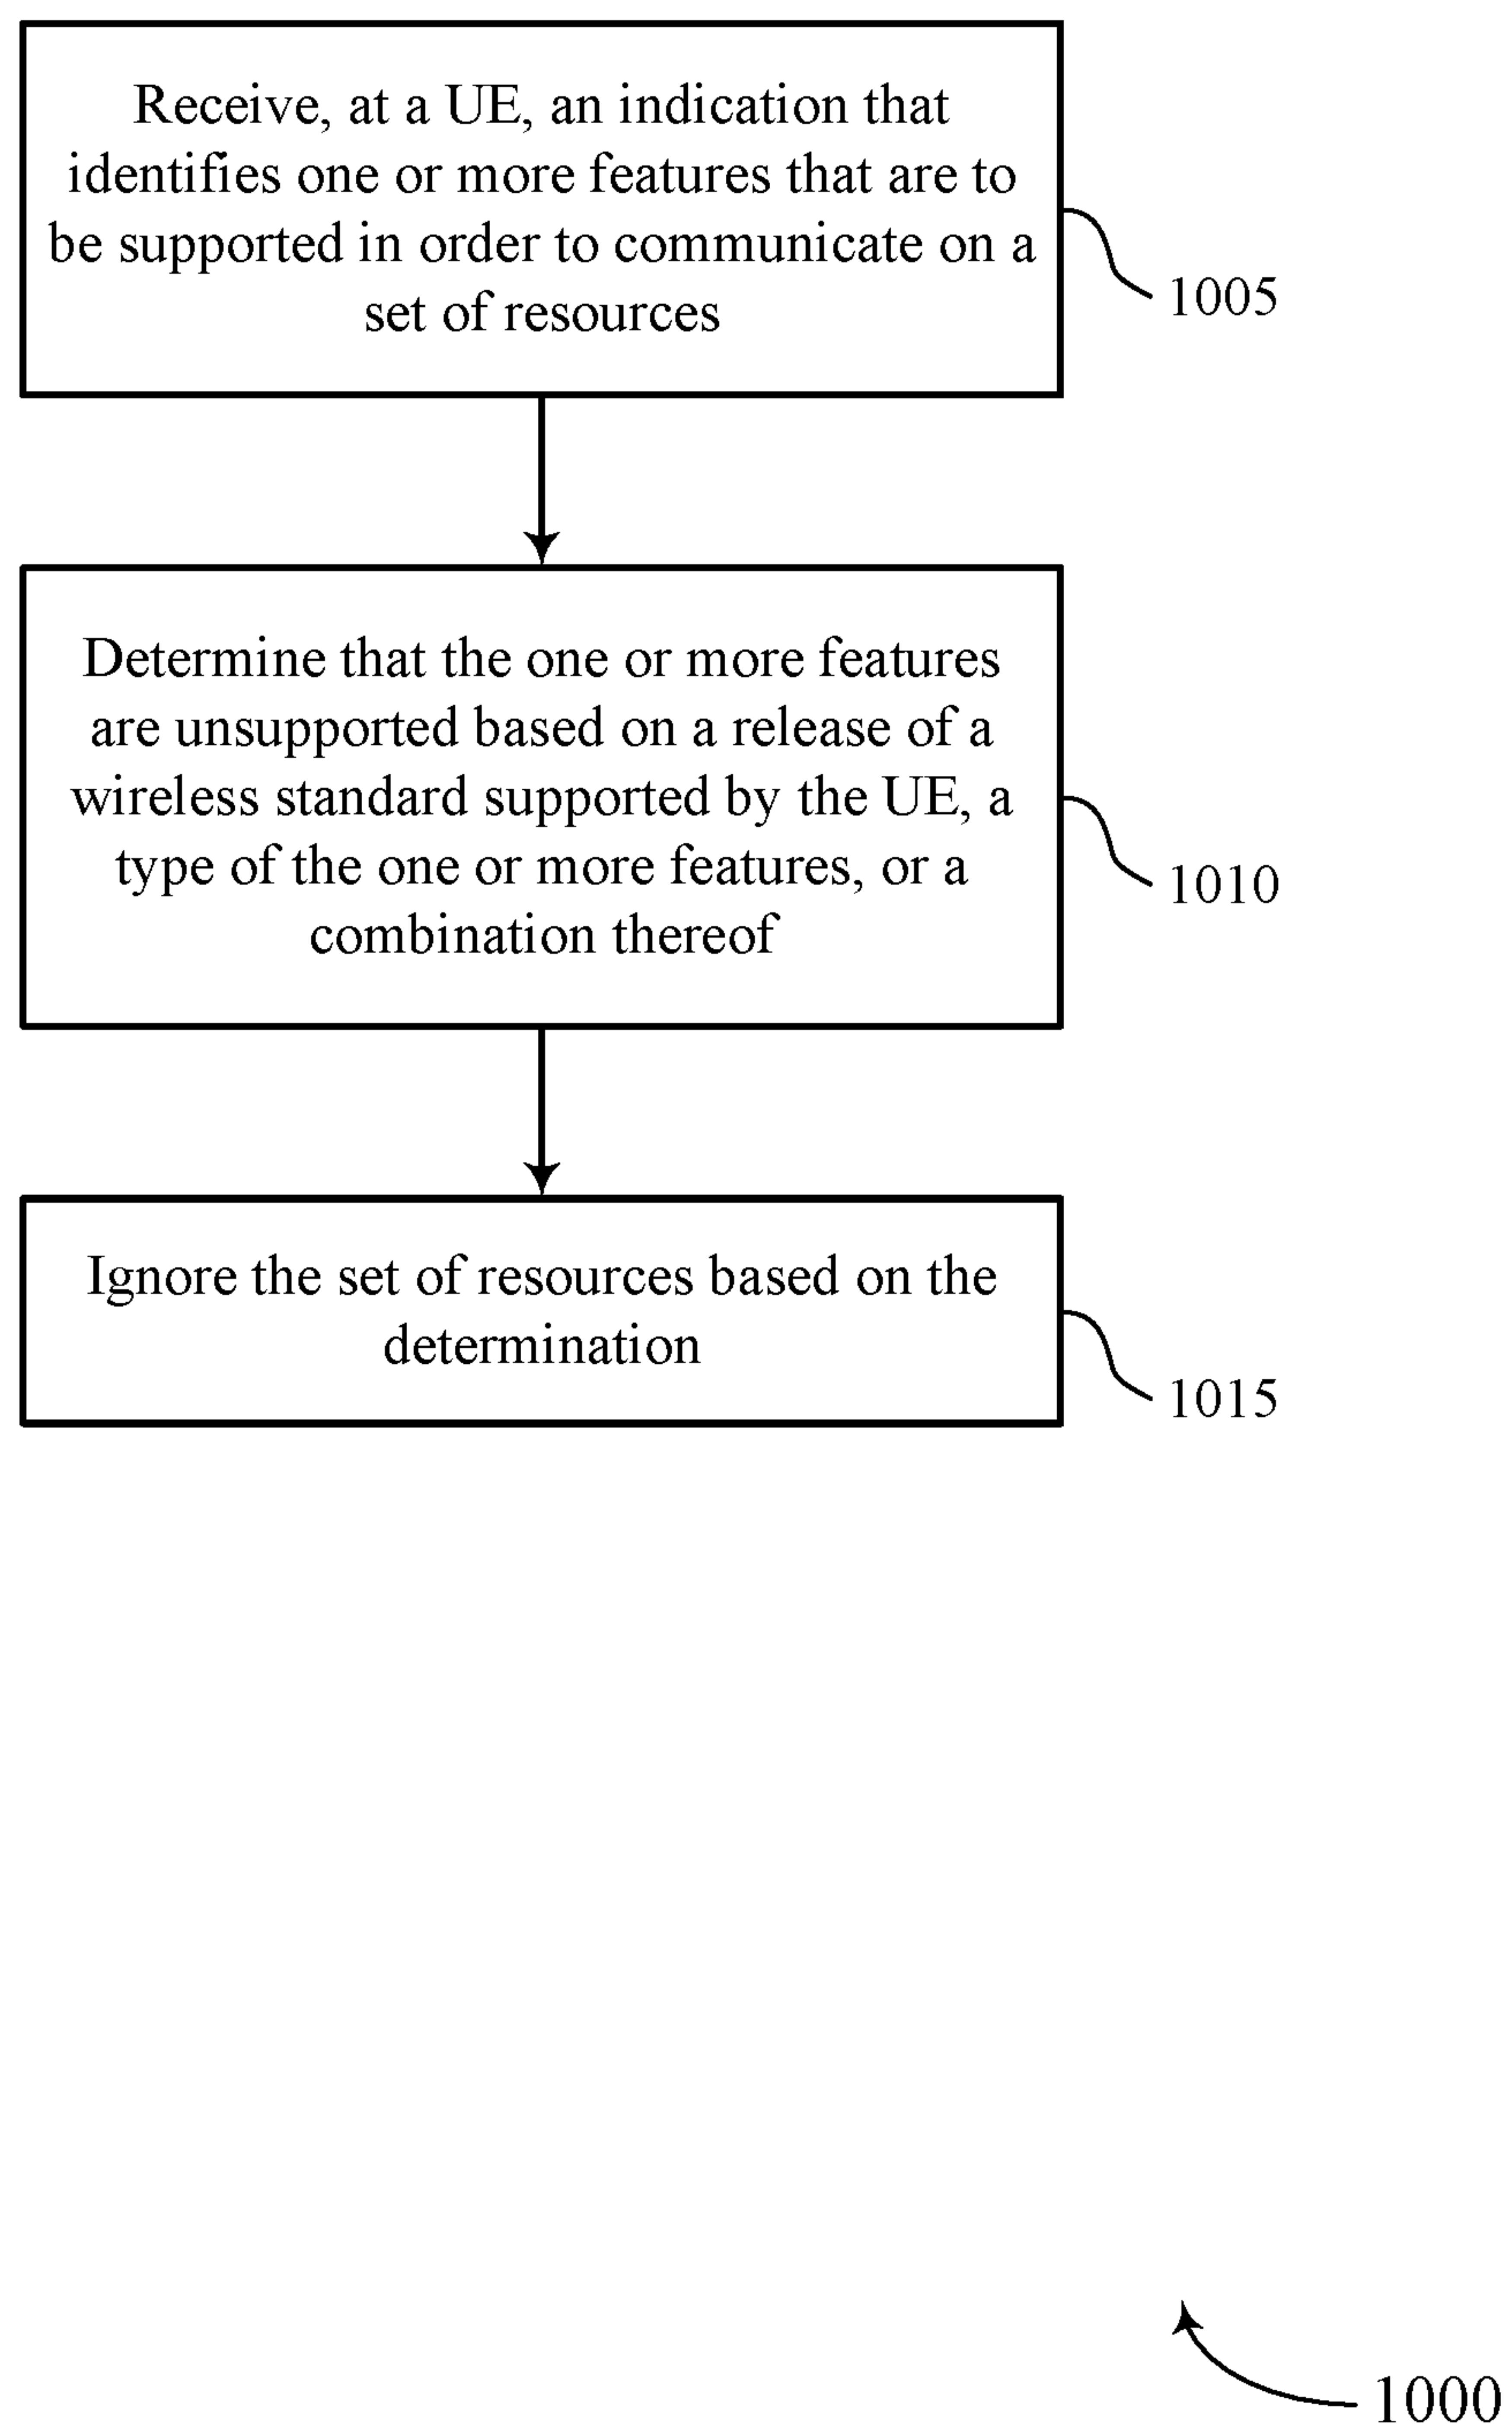 Receive, at a UE, an indication that
identifies one or more features that are to
be supported in order to communicate on a
set of resources
1005
Determine that the one or more features
are unsupported based on a release of a
wireless standard supported by the UE, a
type of the one or more features, or a
combination thereof
1010
Ignore the set of resources based on the
determination
1015
1000